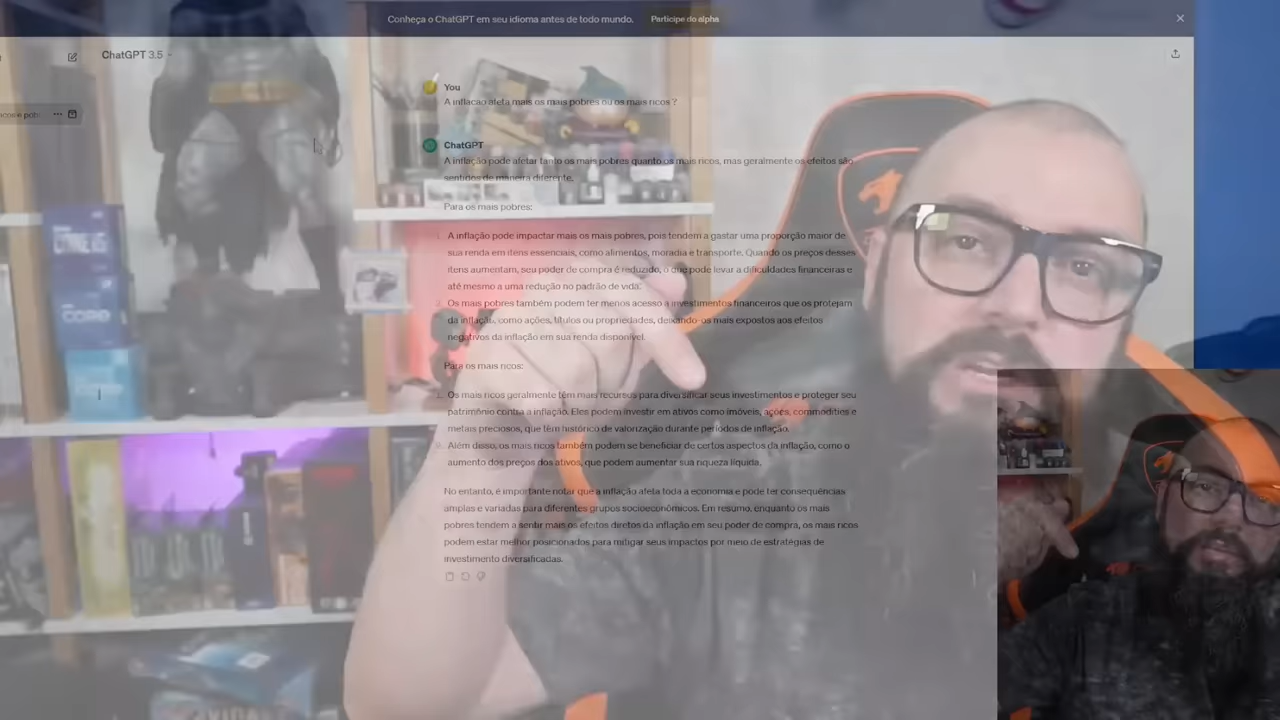 Conheça o ChatGPT em seu idioma antes de todo mundo. Participe do alpha
ChatGPT 3.5
You
A inflacao afeta mais os mais pobres ou os mais ricos ?
ChatGPT
A inflação pode afetar tanto os mais pobres quanto os mais ricos, mas geralmente os efeitos são
sentidos de maneira diferente.
Para os mais pobres:
1. A inflação pode impactar mais os mais pobres, pois tendem a gastar uma proporção maior de
sua renda em itens essenciais, como alimentos, moradia e transporte. Quando os preços desses
itens aumentam, seu poder de compra é reduzido, o que pode levar a dificuldades financeiras e
até mesmo a uma redução no padrão de vida.
2. Os mais pobres também podem ter menos acesso a investimentos financeiros que os protejam
da inflação, como ações, títulos ou propriedades, deixando-os mais expostos aos efeitos
negativos da inflação em sua renda disponível.
Para os mais ricos:
1. Os mais ricos geralmente têm mais recursos para diversificar seus investimentos e proteger seu
patrimônio contra a inflação. Eles podem investir em ativos como imóveis, ações, commodities e
metais preciosos, que têm histórico de valorização durante períodos de inflação.
2. Além disso, os mais ricos também podem se beneficiar de certos aspectos da inflação, como o
aumento dos preços dos ativos, que podem aumentar sua riqueza líquida.
No entanto, é importante notar que a inflação afeta toda a economia e pode ter consequências
amplas e variadas para diferentes grupos socioeconômicos. Em resumo, enquanto os mais
pobres tendem a sentir mais os efeitos diretos da inflação em seu poder de compra, os mais ricos
podem estar melhor posicionados para mitigar seus impactos por meio de estratégias de
investimento diversificadas.
CORE i5
CORE